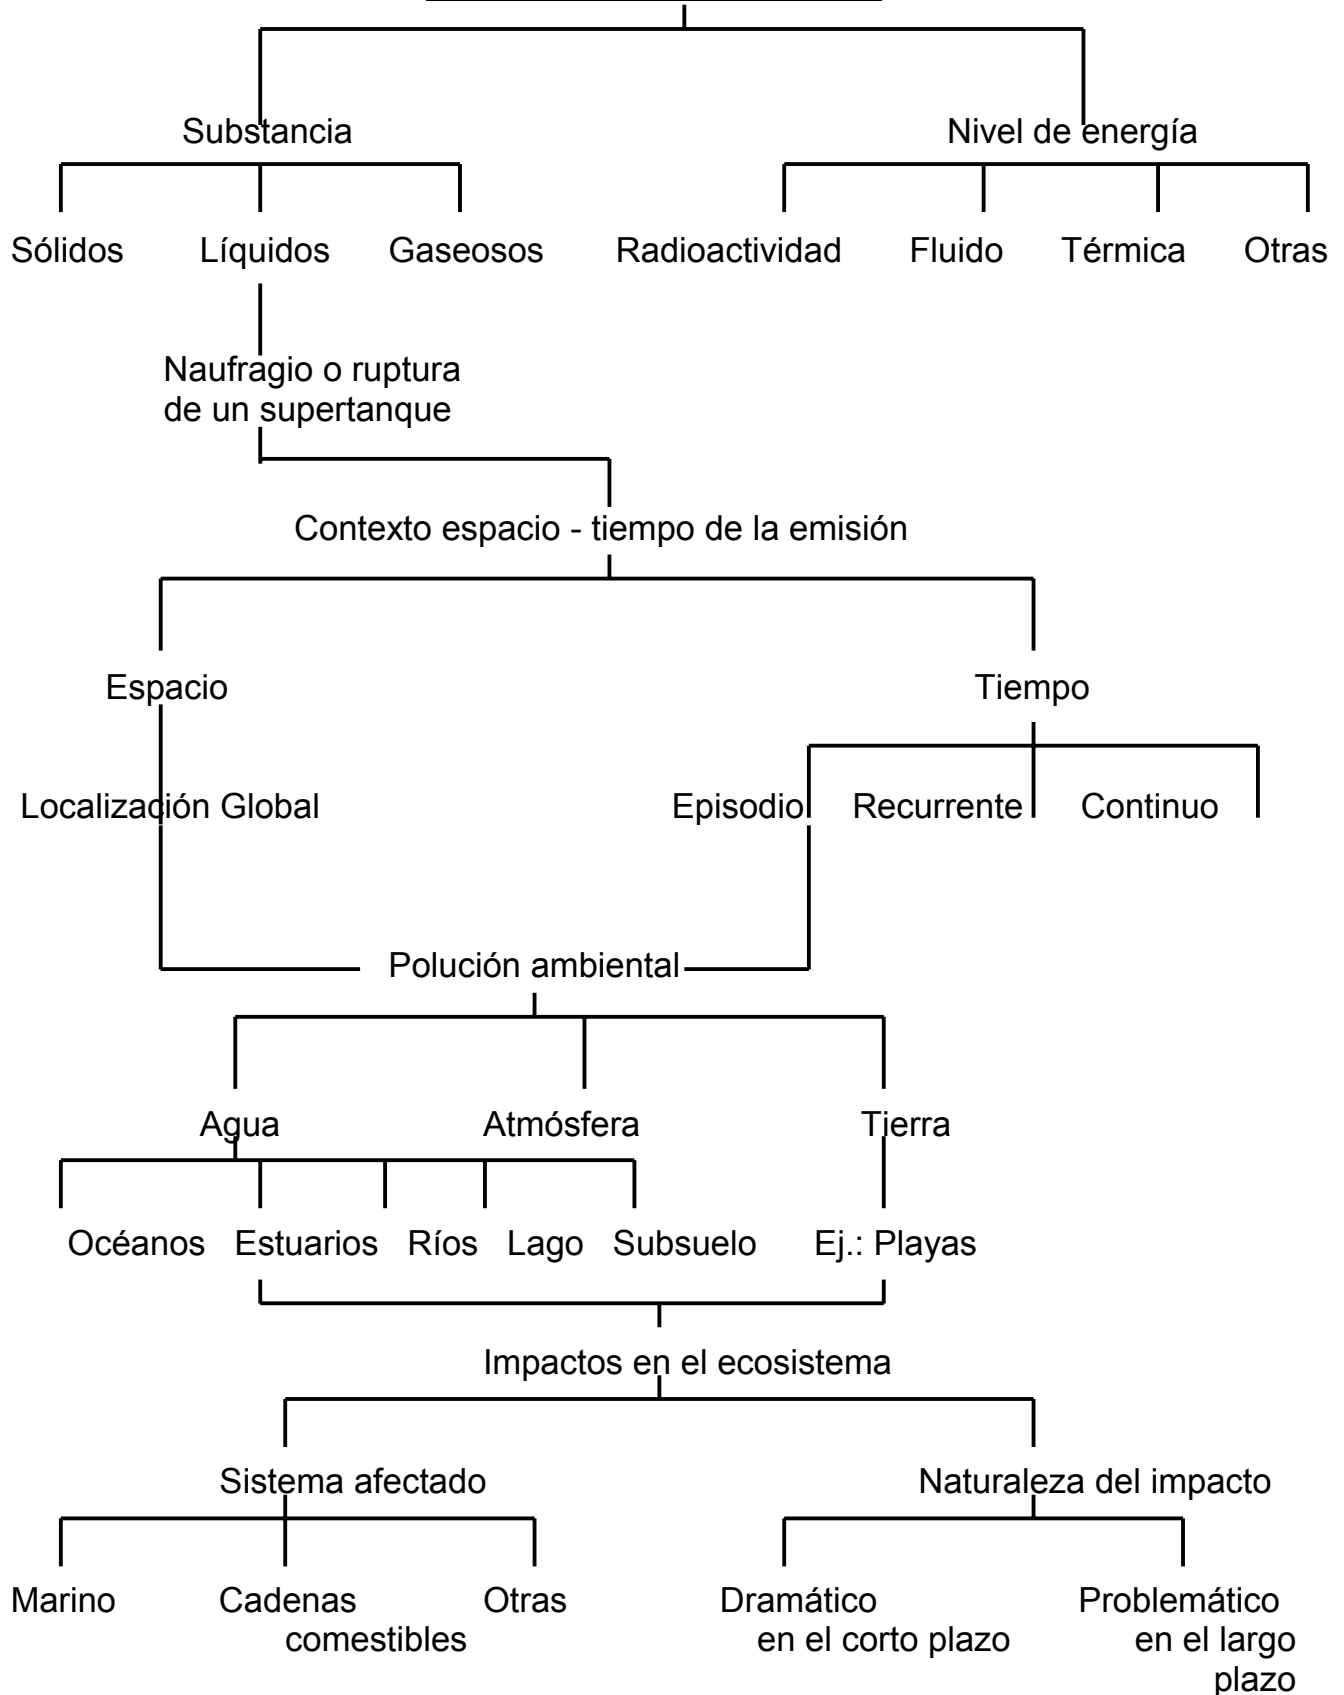 Substancia Nivel de energía
Sólidos Líquidos Gaseosos Radioactividad Fluido Térmica Otras
Naufragio o ruptura
de un supertanque
Contexto espacio - tiempo de la emisión
Espacio Tiempo
Localización Global Episodio Recurrente Continuo
Polución ambiental
Agua Atmósfera Tierra
Océanos Estuarios Ríos Lago Subsuelo Ej.: Playas
Impactos en el ecosistema
Sistema afectado Naturaleza del impacto
Marino Cadenas Otras Dramático Problemático
comestibles en el corto plazo en el largo
plazo